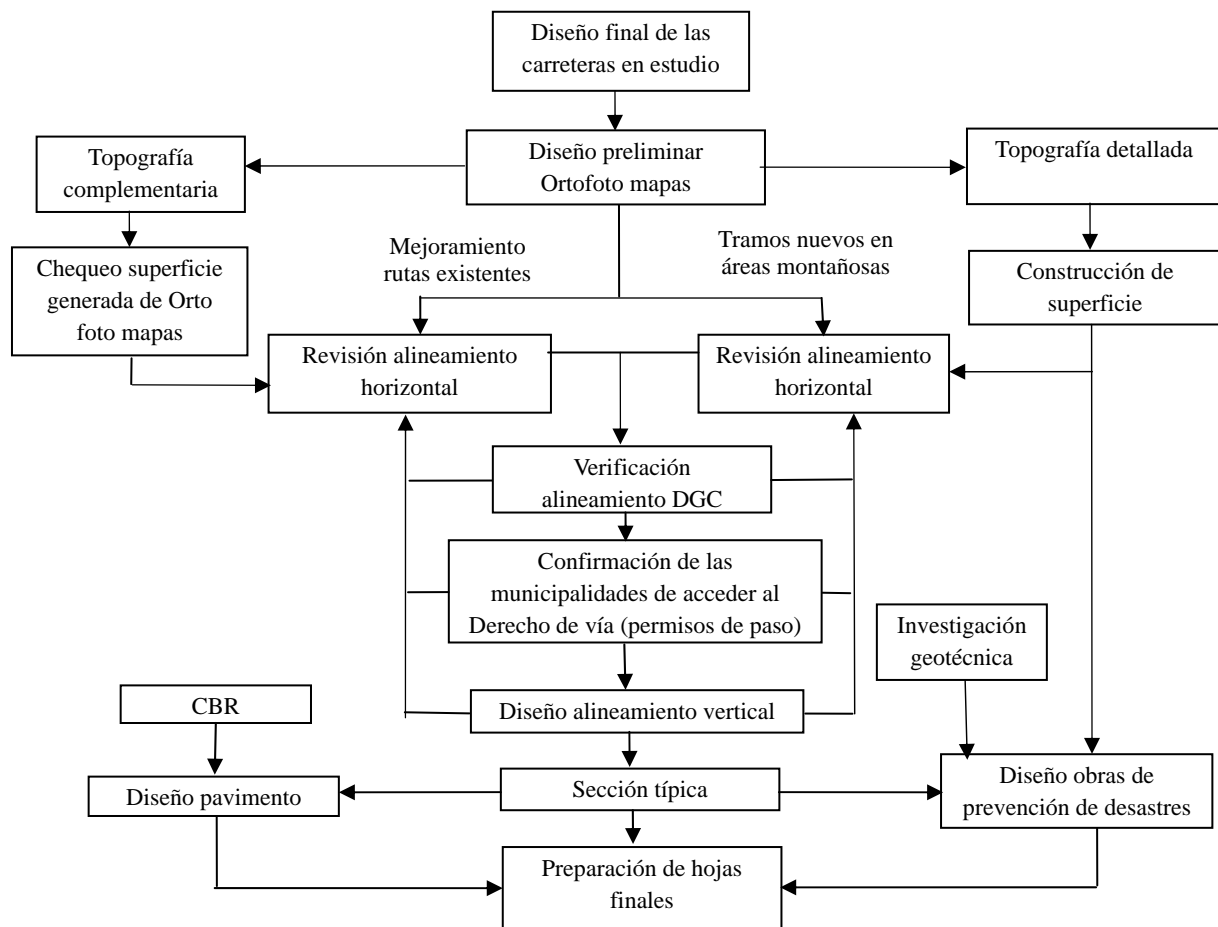 Diseño final de las
carreteras en estudio
Topografía
complementaria
Diseño preliminar
Ortofoto mapas
Topografía detallada
Mejoramiento
rutas existentes
Tramos nuevos en
áreas montañosas
Chequeo superficie
generada de Orto
foto mapas
Construcción de
superficie
Revisión alineamiento
horizontal
Revisión alineamiento
horizontal
Verificación
alineamiento DGC
Confirmación de las
municipalidades de acceder al
Derecho de vía (permisos de paso)
Investigación
geotécnica
CBR
Diseño alineamiento vertical
Diseño pavimento
Sección típica
Diseño obras de
prevención de desastres
Preparación de hojas
finales